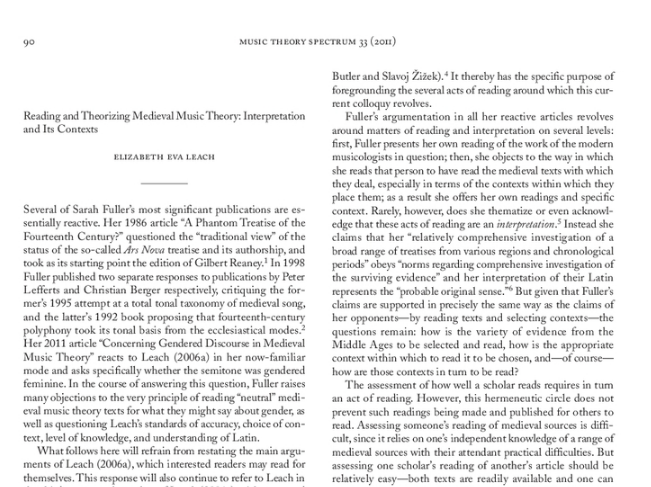 90
MUSIC THEORY SPECTRUM 33 (2011)
Reading and Theorizing Medieval Music Theory: Interpretation
and Its Contexts
ELIZABETH EVA LEACH
Several of Sarah Fuller's most significant publications are es-
sentially reactive. Her 1986 article "A Phantom Treatise of the
Fourteenth Century?" questioned the "traditional view" of the
status of the so-called Ars Nova treatise and its authorship, and
took as its starting point the edition of Gilbert Reaney.1 In 1998
Fuller published two separate responses to publications by Peter
Lefferts and Christian Berger respectively, critiquing the for-
mer's 1995 attempt at a total tonal taxonomy of medieval song,
and the latter's 1992 book proposing that fourteenth-century
polyphony took its tonal basis from the ecclesiastical modes.2
Her 2011 article "Concerning Gendered Discourse in Medieval
Music Theory" reacts to Leach (2006a) in her now-familiar
mode and asks specifically whether the semitone was gendered
feminine. In the course of answering this question, Fuller raises
many objections to the very principle of reading "neutral" medi-
eval music theory texts for what they might say about gender, as
well as questioning Leach's standards of accuracy, choice of con-
text, level of knowledge, and understanding of Latin.
What follows here will refrain from restating the main argu-
ments of Leach (2006a), which interested readers may read for
themselves. This response will also continue to refer to Leach in
Butler and Slavoj Žižek).4 It thereby has the specific purpose of
foregrounding the several acts of reading around which this cur-
rent colloquy revolves.
Fuller's argumentation in all her reactive articles revolves
around matters of reading and interpretation on several levels:
first, Fuller presents her own reading of the work of the modern
musicologists in question; then, she objects to the way in which
she reads that person to have read the medieval texts with which
they deal, especially in terms of the contexts within which they
place them; as a result she offers her own readings and specific
context. Rarely, however, does she thematize or even acknowl-
edge that these acts of reading are an interpretation.5 Instead she
claims that her "relatively comprehensive investigation of a
broad range of treatises from various regions and chronological
periods" obeys "norms regarding comprehensive investigation of
the surviving evidence" and her interpretation of their Latin
represents the "probable original sense."6 But given that Fuller's
claims are supported in precisely the same way as the claims of
her opponents—by reading texts and selecting contexts—the
questions remain: how is the variety of evidence from the
Middle Ages to be selected and read, how is the appropriate
context within which to read it to be chosen, and—of course—
how are those contexts in turn to be read?
The assessment of how well a scholar reads requires in turn
an act of reading. However, this hermeneutic circle does not
prevent such readings being made and published for others to
read. Assessing someone's reading of medieval sources is diffi-
cult, since it relies on one's independent knowledge of a range of
medieval sources with their attendant practical difficulties. But
assessing one scholar's reading of another's article should be
relatively easy—both texts are readily available and one can